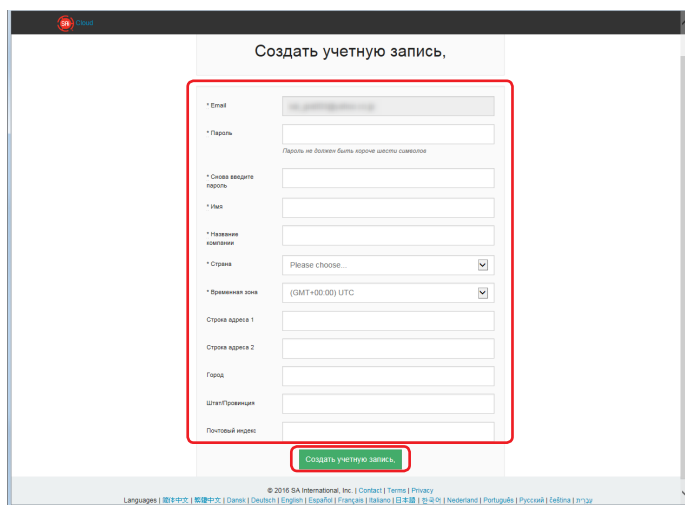 SAi Cloud
Создать учетную запись,
* Email
* Пароль
Пароль не должен быть короче шести символов
* Снова введите
пароль
* Имя
* Название
компании
* Страна
Please choose...
* Временная зона
(GMT+00:00) UTC
Строка адреса 1
Строка адреса 2
Город
Штат/Провинция
Почтовый индекс
Создать учетную запись,
© 2016 SA International, Inc. | Contact | Terms | Privacy
Languages | 简体中文 | 繁體中文 | Dansk | Deutsch | English | Español | Français | Italiano | 日本語 | 한국어 | Nederland | Português | Русский | čeština | עברית